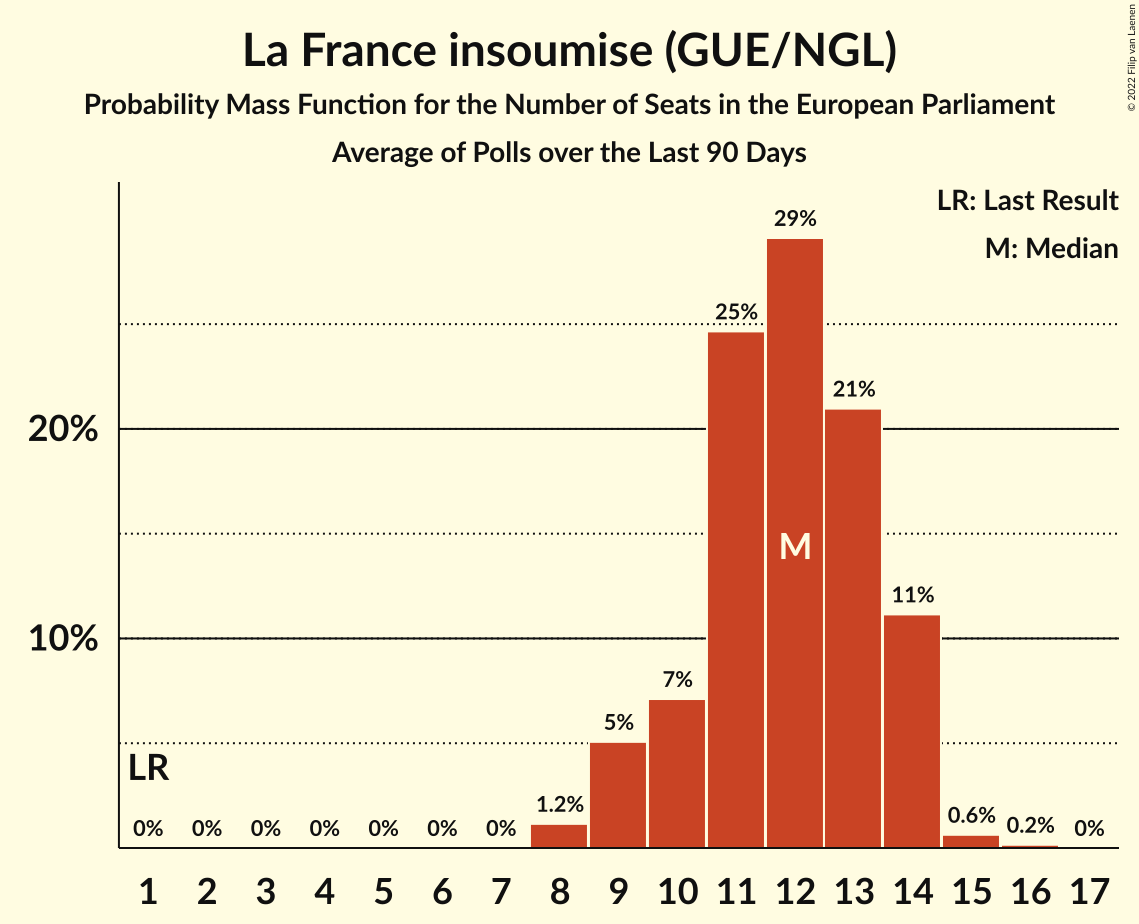 La France insoumise (GUE/NGL)
Probability Mass Function for the Number of Seats in the European Parliament
Average of Polls over the Last 90 Days
© 2022 Filip van Laenen
LR: Last Result
M: Median
29%
25%
21%
20%
M
11%
10%
7%
5%
LR
1.2%
0.6%
0.2%
0% 0% 0% 0% 0% 0% 0% 0%
1 2 3 4 5 6 7 8 9 10 11 12 13 14 15 16 17